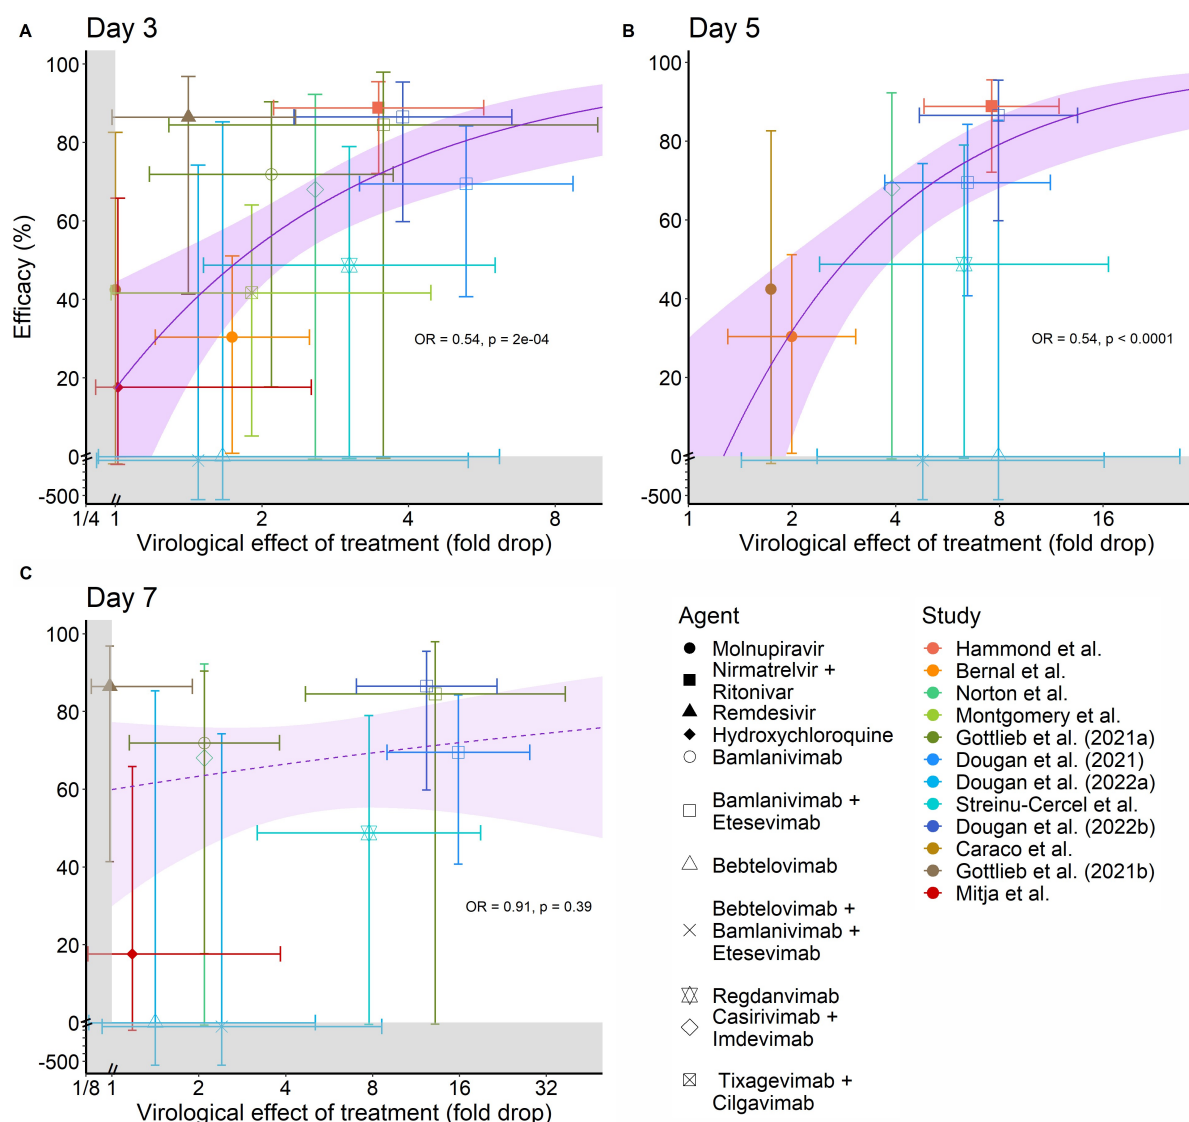 A Day 3
100
80
60
40
20
0
-500
Efficacy (%)
OR = 0.54, p = 2e-04
1/4 1 2 4 8
Virological effect of treatment (fold drop)
B Day 5
100
80
60
40
20
0
-500
OR = 0.54, p < 0.0001
1 2 4 8 16
Virological effect of treatment (fold drop)
C
Day 7
100
80
60
40
20
0
-500
OR = 0.91, p = 0.39
1/8 1 2 4 8 16 32
Virological effect of treatment (fold drop)
Agent
Molnupiravir
Nirmatrelvir +
Ritonivar
Remdesivir
Hydroxychloroquine
Bamlanivimab
Bamlanivimab +
Etesevimab
Bebtelovimab
Bebtelovimab +
Bamlanivimab +
Etesevimab
Regdanvimab
Casirivimab +
Imdevimab
Tixagevimab +
Cilgavimab
Study
Hammond et al.
Bernal et al.
Norton et al.
Montgomery et al.
Gottlieb et al. (2021a)
Dougan et al. (2021)
Dougan et al. (2022a)
Streinu-Cercel et al.
Dougan et al. (2022b)
Caraco et al.
Gottlieb et al. (2021b)
Mitja et al.